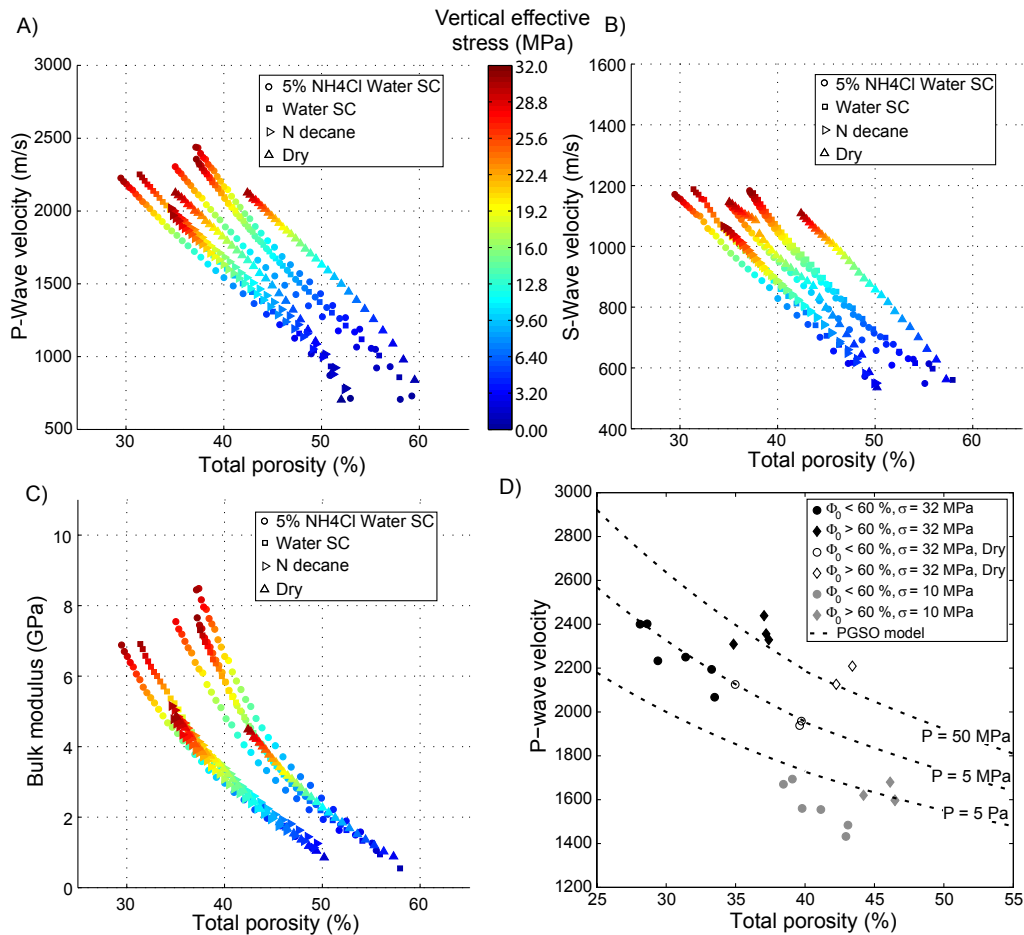 A)
Vertical effective
stress (MPa)
B)
3000
2500
2000
1500
1000
500
P-Wave velocity (m/s)
5% NH4Cl Water SC
Water SC
N decane
Dry
30 40 50 60
Total porosity (%)
32.0
28.8
25.6
22.4
19.2
16.0
12.8
9.60
6.40
3.20
0.00
1600
1400
1200
1000
800
600
400
S-Wave velocity (m/s)
5% NH4Cl Water SC
Water SC
N decane
Dry
30 40 50 60
Total porosity (%)
C)
10
8
6
4
2
0
Bulk modulus (GPa)
5% NH4Cl Water SC
Water SC
N decane
Dry
30 40 50 60
Total porosity (%)
D)
3000
2800
2600
2400
2200
2000
1800
1600
1400
1200
P−wave velocity
Φ0 < 60 %, σ = 32 MPa
Φ0 > 60 %, σ = 32 MPa
Φ0 < 60 %, σ = 32 MPa, Dry
Φ0 > 60 %, σ = 32 MPa, Dry
Φ0 < 60 %, σ = 10 MPa
Φ0 > 60 %, σ = 10 MPa
PGSO model
P = 50 MPa
P = 5 MPa
P = 5 Pa
25 30 35 40 45 50 55
Total porosity (%)